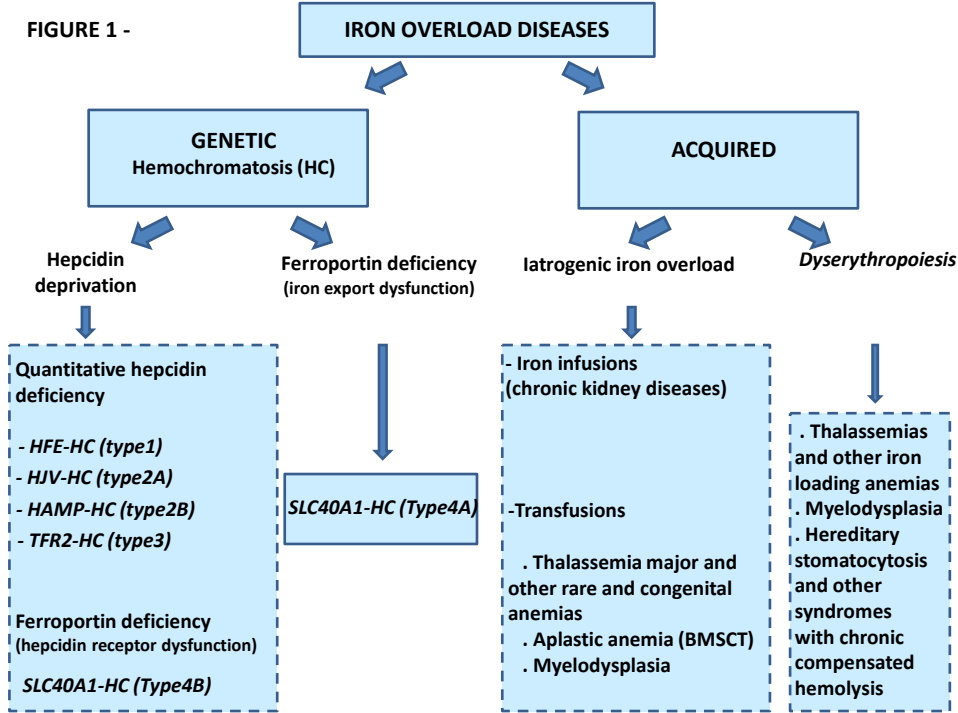 FIGURE 1 -
IRON OVERLOAD DISEASES
GENETIC
Hemochromatosis (HC)
ACQUIRED
Hepcidin
deprivation
Ferroportin deficiency
(iron export dysfunction)
Iatrogenic iron overload
Dyserythropoiesis
Quantitative hepcidin
deficiency
- HFE-HC (type1)
- HJV-HC (type2A)
- HAMP-HC (type2B)
- TFR2-HC (type3)
Ferroportin deficiency
(hepcidin receptor dysfunction)
SLC40A1-HC (Type4B)
SLC40A1-HC (Type4A)
- Iron infusions
(chronic kidney diseases)
-Transfusions
. Thalassemia major and
other rare and congenital
anemias
. Aplastic anemia (BMSCT)
. Myelodysplasia
. Thalassemias
and other iron
loading anemias
. Myelodysplasia
. Hereditary
stomatocytosis
and other
syndromes
with chronic
compensated
hemolysis